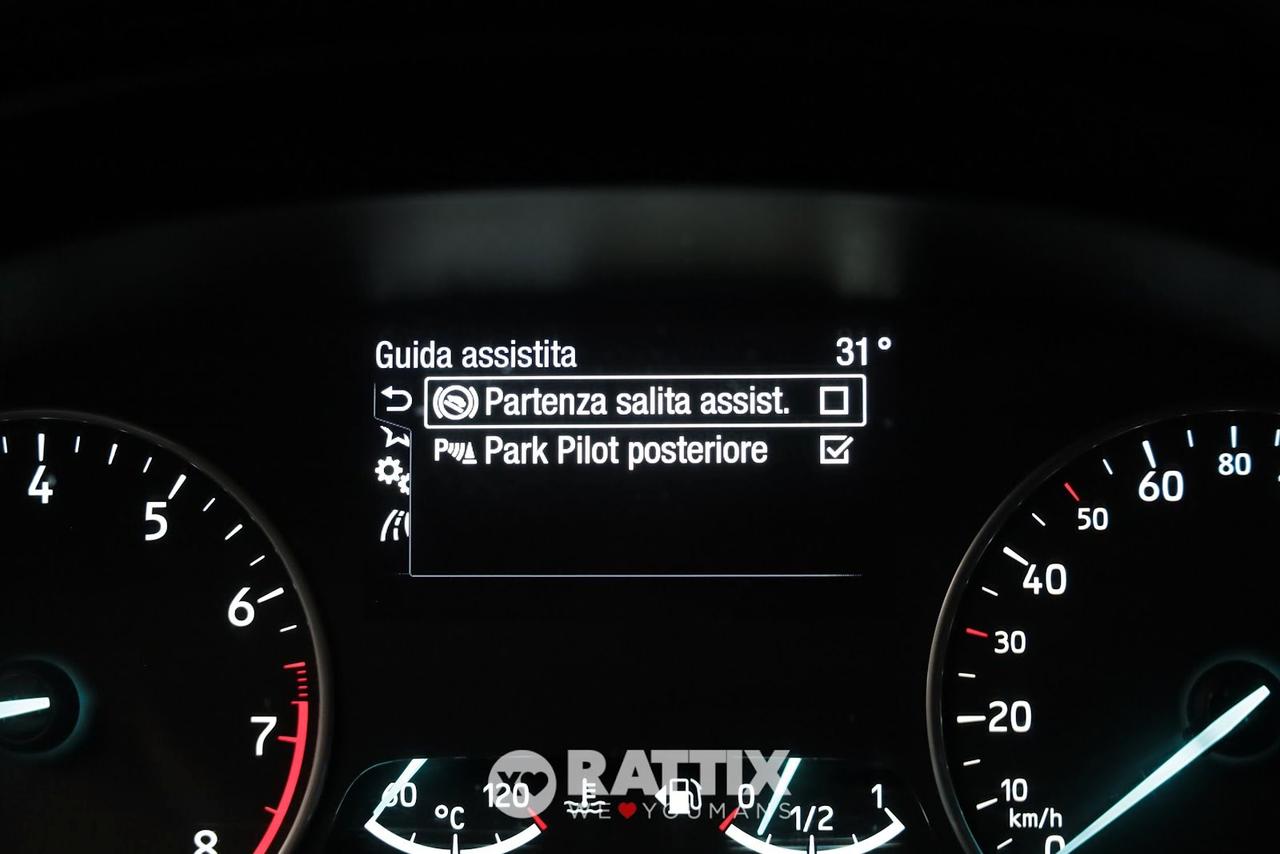 Guida assistita 31°
Partenza salita assist.
P Park Pilot posteriore
4
5
6
7
8
80
60
50
40
30
20
10
km/h
0
60 120
°C
0 1/2 1
YO RATTIX
WE YOUMANS